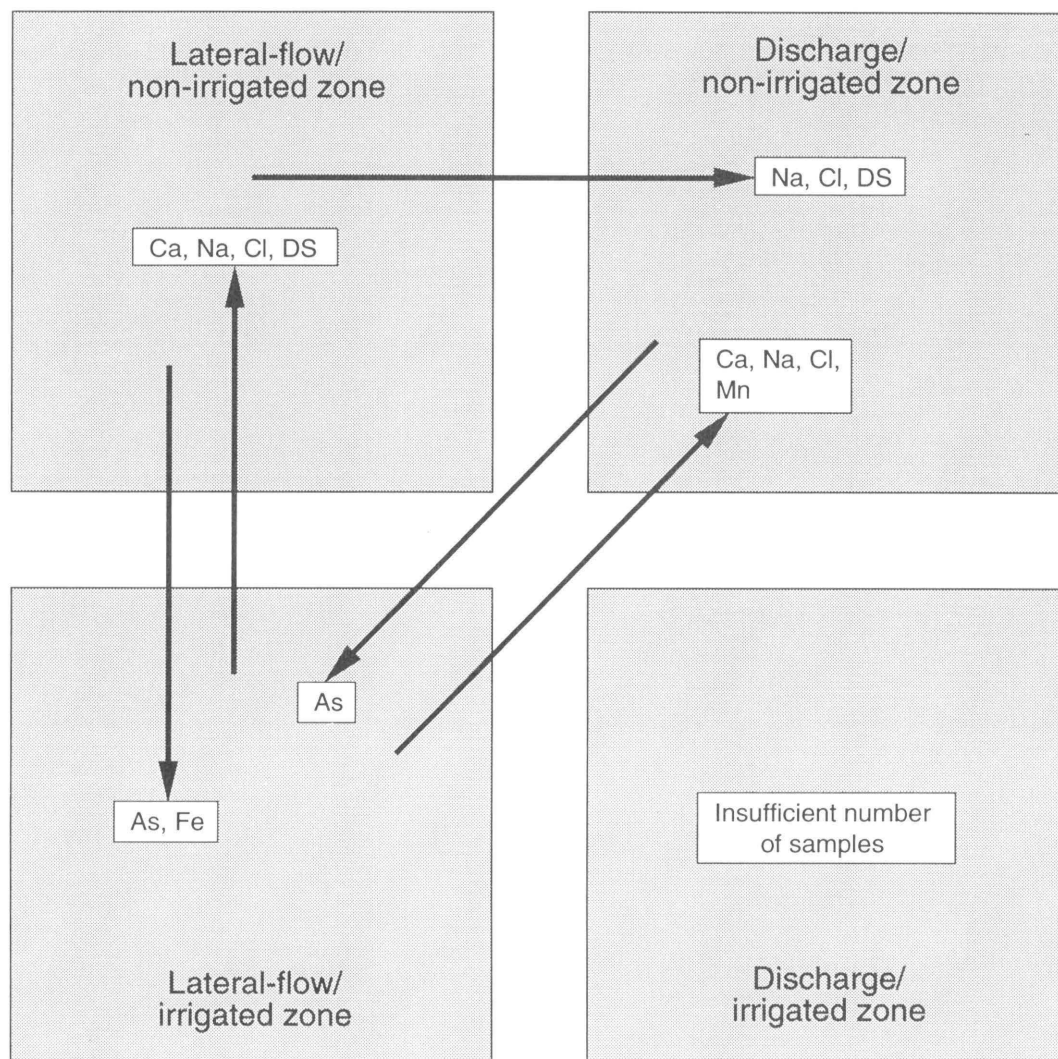 Lateral-flow/
non-irrigated zone
Discharge/
non-irrigated zone
Na, Cl, DS
Ca, Na, Cl, DS
Ca, Na, Cl,
Mn
As
As, Fe
Insufficient number
of samples
Lateral-flow/
irrigated zone
Discharge/
irrigated zone